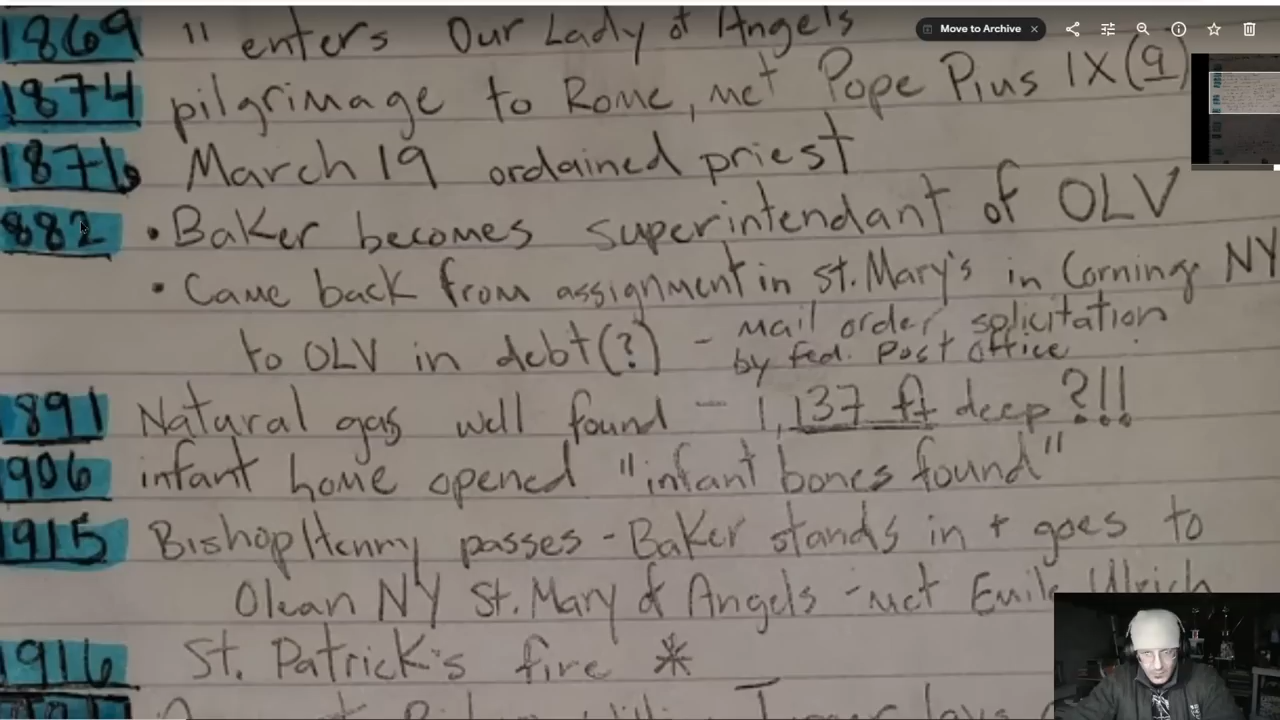 Move to Archive
1869 " enters Our Lady of Angels
1874 pilgrimage to Rome, met Pope Pius IX (9)
1876 March 19 ordained priest
882 • Baker becomes superintendant of OLV
• Came back from assignment in St. Mary's in Corning NY
to OLV in debt(?) - mail order solicitation
by fed. Post Office
891 Natural gas well found - 1,137 ft deep?!!
906 infant home opened "infant bones found"
1915 Bishop Henry passes - Baker stands in + goes to
Olean NY St. Mary of Angels - met Emile Ulrich
1916 St. Patrick's fire *